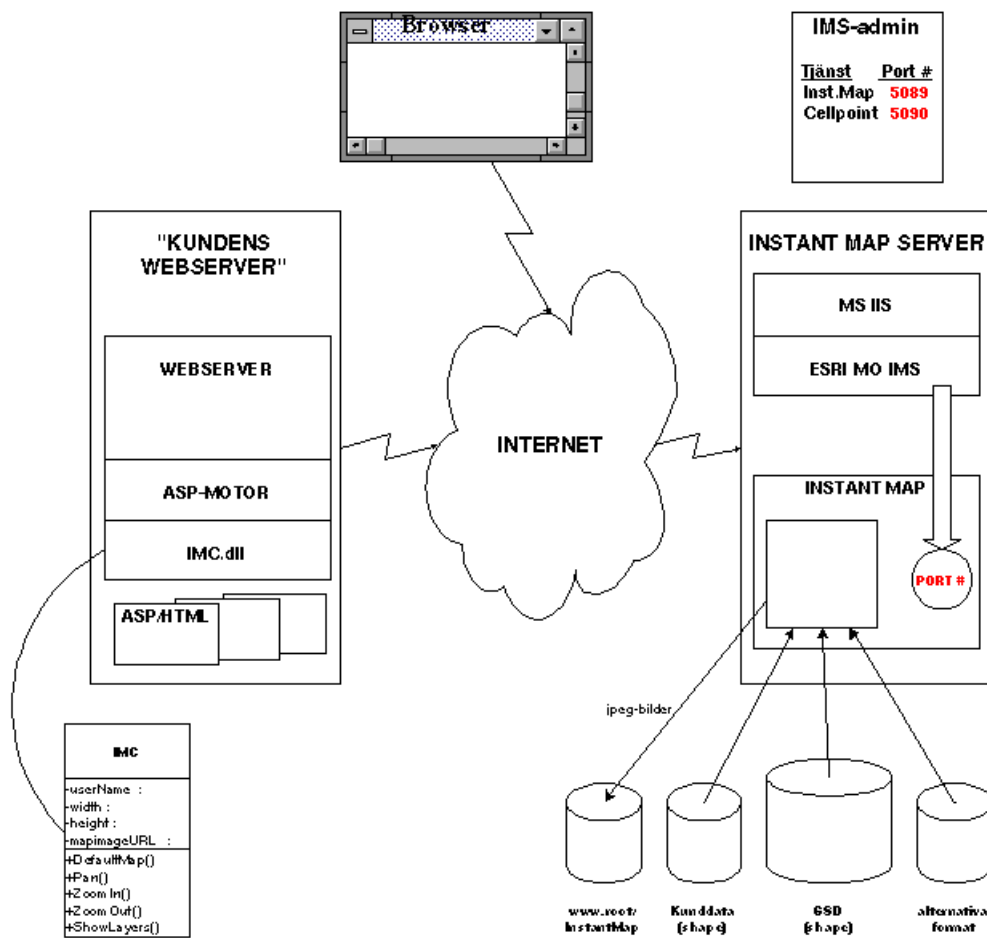 Browser
IMS-admin
Tjänst Port #
Inst.Map 5089
Cellpoint 5090
"KUNDENS
WEBSERVER"
WEBSERVER
ASP-MOTOR
IMC.dll
ASP/HTML
INTERNET
INSTANT MAP SERVER
MS IIS
ESRI MO IMS
INSTANT MAP
PORT #
jpeg-bilder
IMC
-userName :
-width :
-height :
-mapimageURL :
+DefaultMap()
+Pan()
+Zoom In()
+Zoom Out()
+ShowLayers()
www.root/
InstantMap
Kunddata
(shape)
GSD
(shape)
alternativa
format